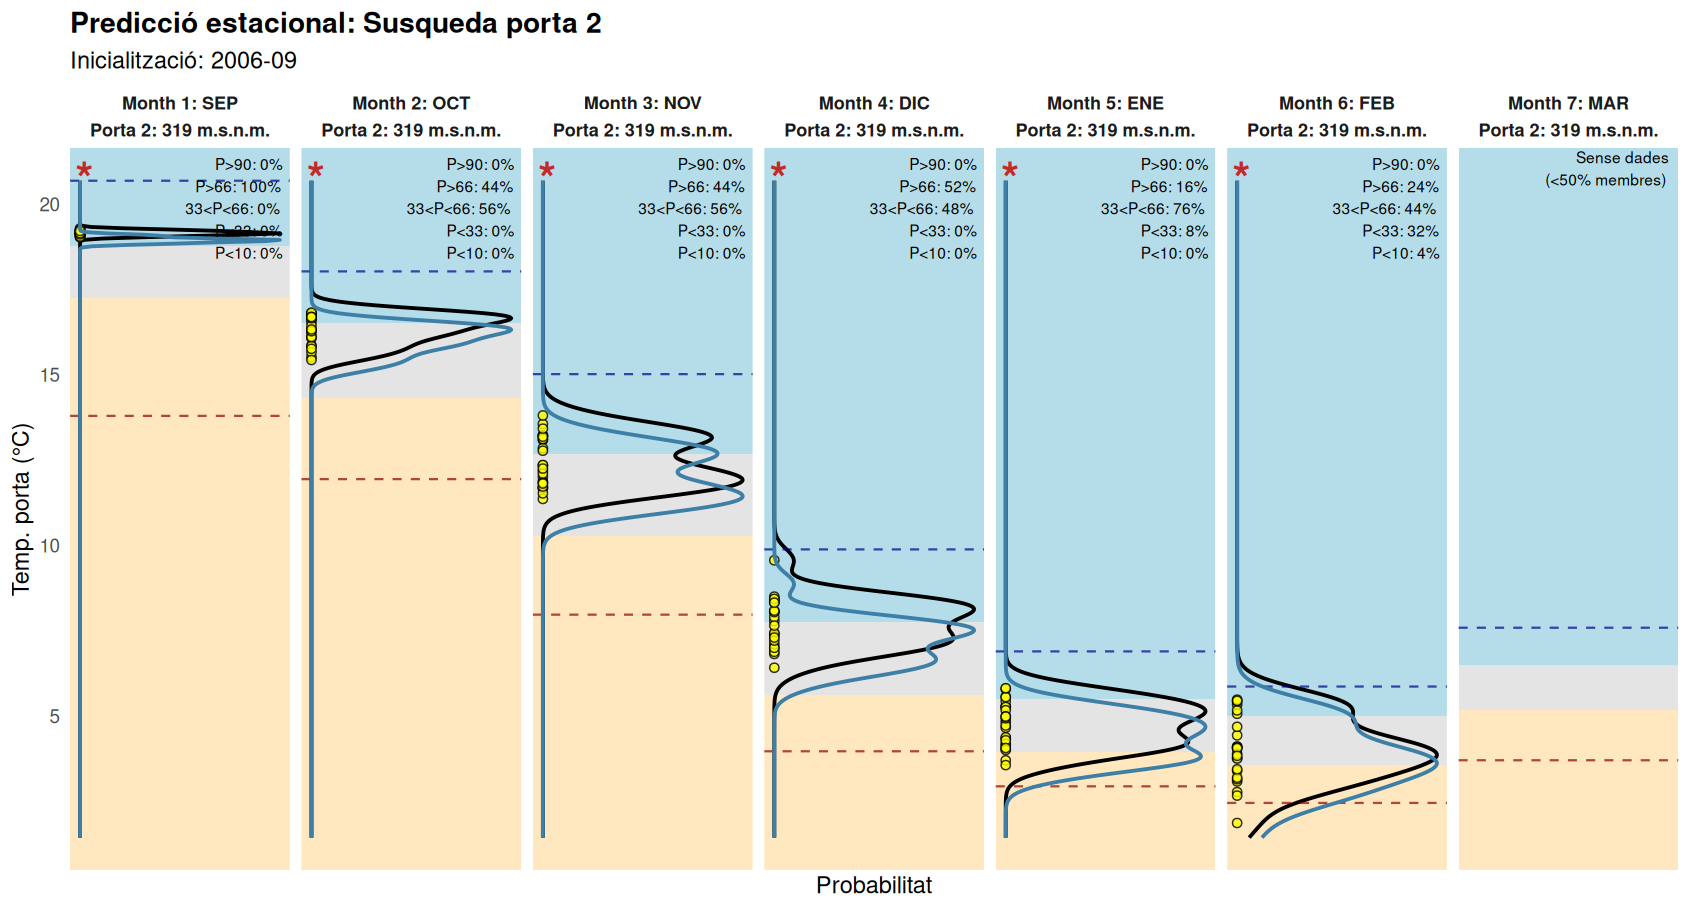 Predicció estacional: Susqueda porta 2
Inicialització: 2006-09
Month 1: SEP
Porta 2: 319 m.s.n.m.
Month 2: OCT
Porta 2: 319 m.s.n.m.
Month 3: NOV
Porta 2: 319 m.s.n.m.
Month 4: DIC
Porta 2: 319 m.s.n.m.
Month 5: ENE
Porta 2: 319 m.s.n.m.
Month 6: FEB
Porta 2: 319 m.s.n.m.
Month 7: MAR
Porta 2: 319 m.s.n.m.
*
P>90: 0%
P>66: 100%
33<P<66: 0%
P<33: 0%
P<10: 0%
*
P>90: 0%
P>66: 44%
33<P<66: 56%
P<33: 0%
P<10: 0%
*
P>90: 0%
P>66: 44%
33<P<66: 56%
P<33: 0%
P<10: 0%
*
P>90: 0%
P>66: 52%
33<P<66: 48%
P<33: 0%
P<10: 0%
*
P>90: 0%
P>66: 16%
33<P<66: 76%
P<33: 8%
P<10: 0%
*
P>90: 0%
P>66: 24%
33<P<66: 44%
P<33: 32%
P<10: 4%
Sense dades
(<50% membres)
20
15
10
5
Temp. porta (°C)
Probabilitat